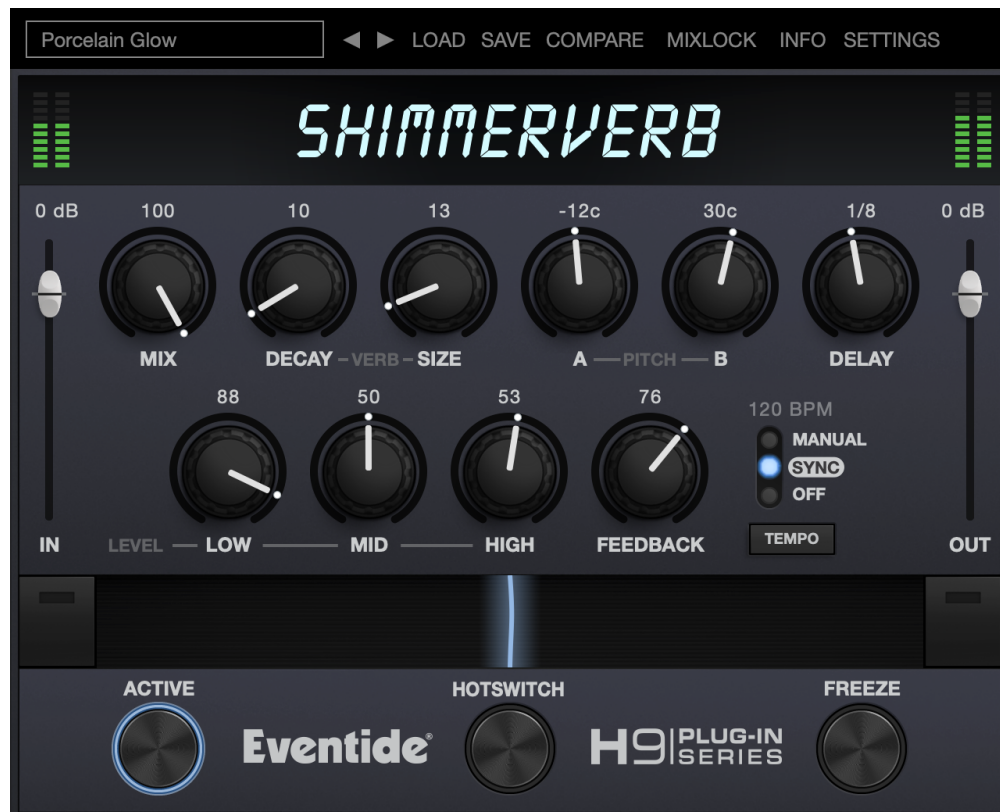 Porcelain Glow LOAD SAVE COMPARE MIXLOCK INFO SETTINGS
SHIMMERVERB
0 dB 100 10 13 -12c 30c 1/8 0 dB
MIX DECAY VERB SIZE A PITCH B DELAY
88 50 53 76
120 BPM
MANUAL
SYNC
OFF
IN LEVEL LOW MID HIGH FEEDBACK TEMPO OUT
ACTIVE HOTSWITCH FREEZE
Eventide® H9 PLUG-IN
SERIES